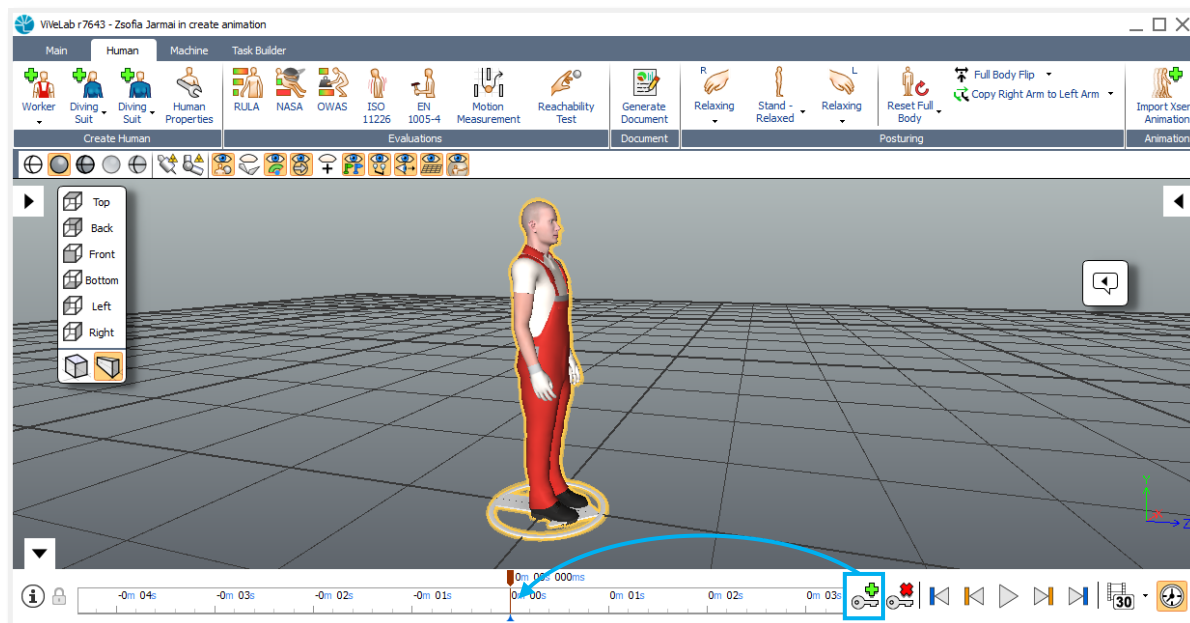 ViVeLab r7643 - Zsofia Jarmai in create animation
Main Human Machine Task Builder
Worker
Diving Suit
Diving Suit
Human Properties
RULA
NASA
OWAS
ISO 11226
EN 1005-4
Motion Measurement
Reachability Test
Generate Document
R
Relaxing
Stand - Relaxed
L
Relaxing
Reset Full Body
Full Body Flip
Copy Right Arm to Left Arm
Import Xser
Animation
Create Human
Evaluations
Document
Posturing
Animation
Top
Back
Front
Bottom
Left
Right
Y
Z
0m 00s 000ms
-0m 04s -0m 03s -0m 02s -0m 01s 0m 00s 0m 01s 0m 02s 0m 03s
30